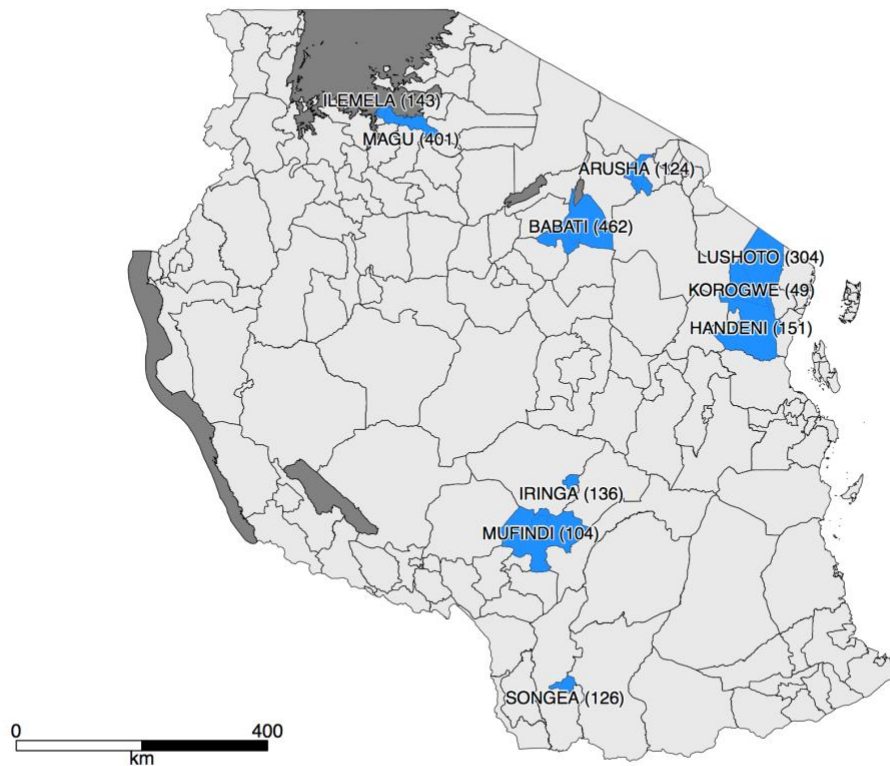 ILEMELA (143)
MAGU (401)
ARUSHA (124)
BABATI (462)
LUSHOTO (304)
KOROGWE (49)
HANDENI (151)
IRINGA (136)
MUFINDI (104)
SONGEA (126)
0 400
km